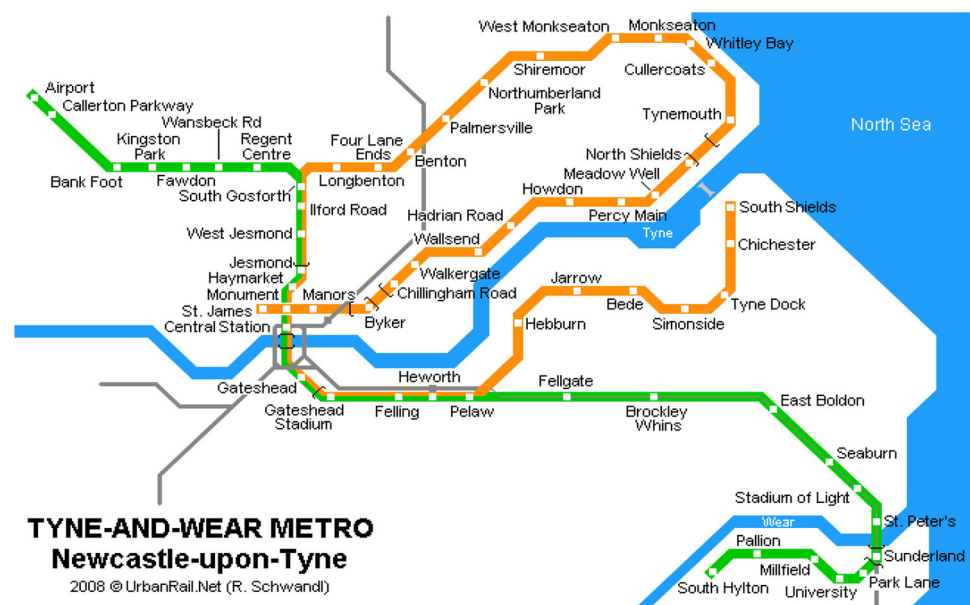 West Monkseaton
Monkseaton
Whitley Bay
Shiremoor
Cullercoats
Airport
Callerton Parkway
Northumberland
Park
Tynemouth
Wansbeck Rd
North Sea
Kingston
Park
Regent
Centre
Four Lane
Ends
Palmersville
Benton
North Shields
Bank Foot
Fawdon
South Gosforth
Longbenton
Meadow Well
Howdon
Ilford Road
Hadrian Road
Percy Main
South Shields
West Jesmond
Wallsend
Tyne
Chichester
Jesmond
Haymarket
Walkergate
Jarrow
Monument
Manors
Chillingham Road
Bede
Tyne Dock
St. James
Byker
Simonside
Central Station
Hebburn
Gateshead
Heworth
Fellgate
Gateshead
Stadium
Felling
Pelaw
Brockley
Whins
East Boldon
Seaburn
Stadium of Light
TYNE-AND-WEAR METRO
Newcastle-upon-Tyne
2008 © UrbanRail.Net (R. Schwandl)
Wear
St. Peter's
Pallion
Sunderland
Millfield
South Hylton
University
Park Lane